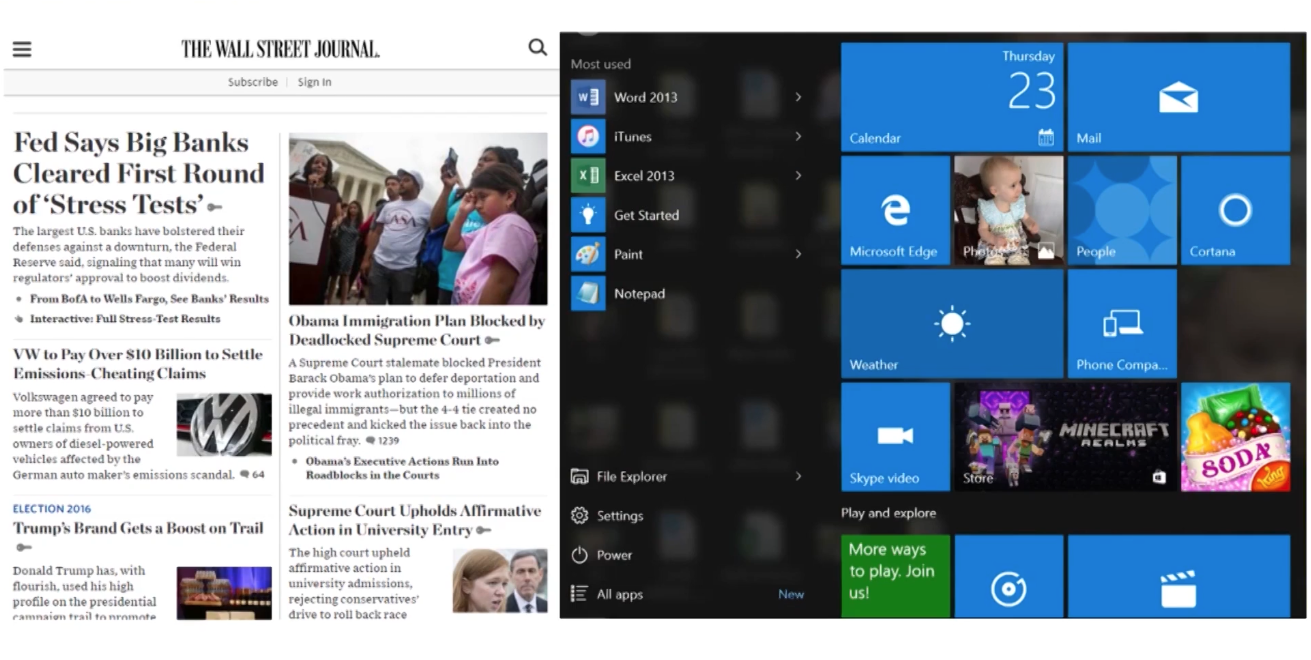 THE WALL STREET JOURNAL.
Subscribe | Sign In
Fed Says Big Banks
Cleared First Round
of ‘Stress Tests’
The largest U.S. banks have bolstered their
defenses against a downturn, the Federal
Reserve said, signaling that many will win
regulators’ approval to boost dividends.
From BofA to Wells Fargo, See Banks’ Results
Interactive: Full Stress-Test Results
VW to Pay Over $10 Billion to Settle
Emissions-Cheating Claims
Volkswagen agreed to pay
more than $10 billion to
settle claims from U.S.
owners of diesel-powered
vehicles affected by the
German auto maker’s emissions scandal. 64
ELECTION 2016
Trump’s Brand Gets a Boost on Trail
Donald Trump has, with
flourish, used his high
profile on the presidential
campaign trail to promote
Obama Immigration Plan Blocked by
Deadlocked Supreme Court
A Supreme Court stalemate blocked President
Barack Obama’s plan to defer deportation and
provide work authorization to millions of
illegal immigrants—but the 4-4 tie created no
precedent and kicked the issue back into the
political fray. 1239
Obama’s Executive Actions Run Into
Roadblocks in the Courts
Supreme Court Upholds Affirmative
Action in University Entry
The high court upheld
affirmative action in
university admissions,
rejecting conservatives’
drive to roll back race
Most used
Word 2013
iTunes
Excel 2013
Get Started
Paint
Notepad
File Explorer
Settings
Power
All apps New
Thursday
23
Calendar
Mail
Microsoft Edge
Photos
People
Cortana
Weather
Phone Compa...
Skype video
MINECRAFT
REALMS
Store
SODA
King
Play and explore
More ways
to play. Join
us!